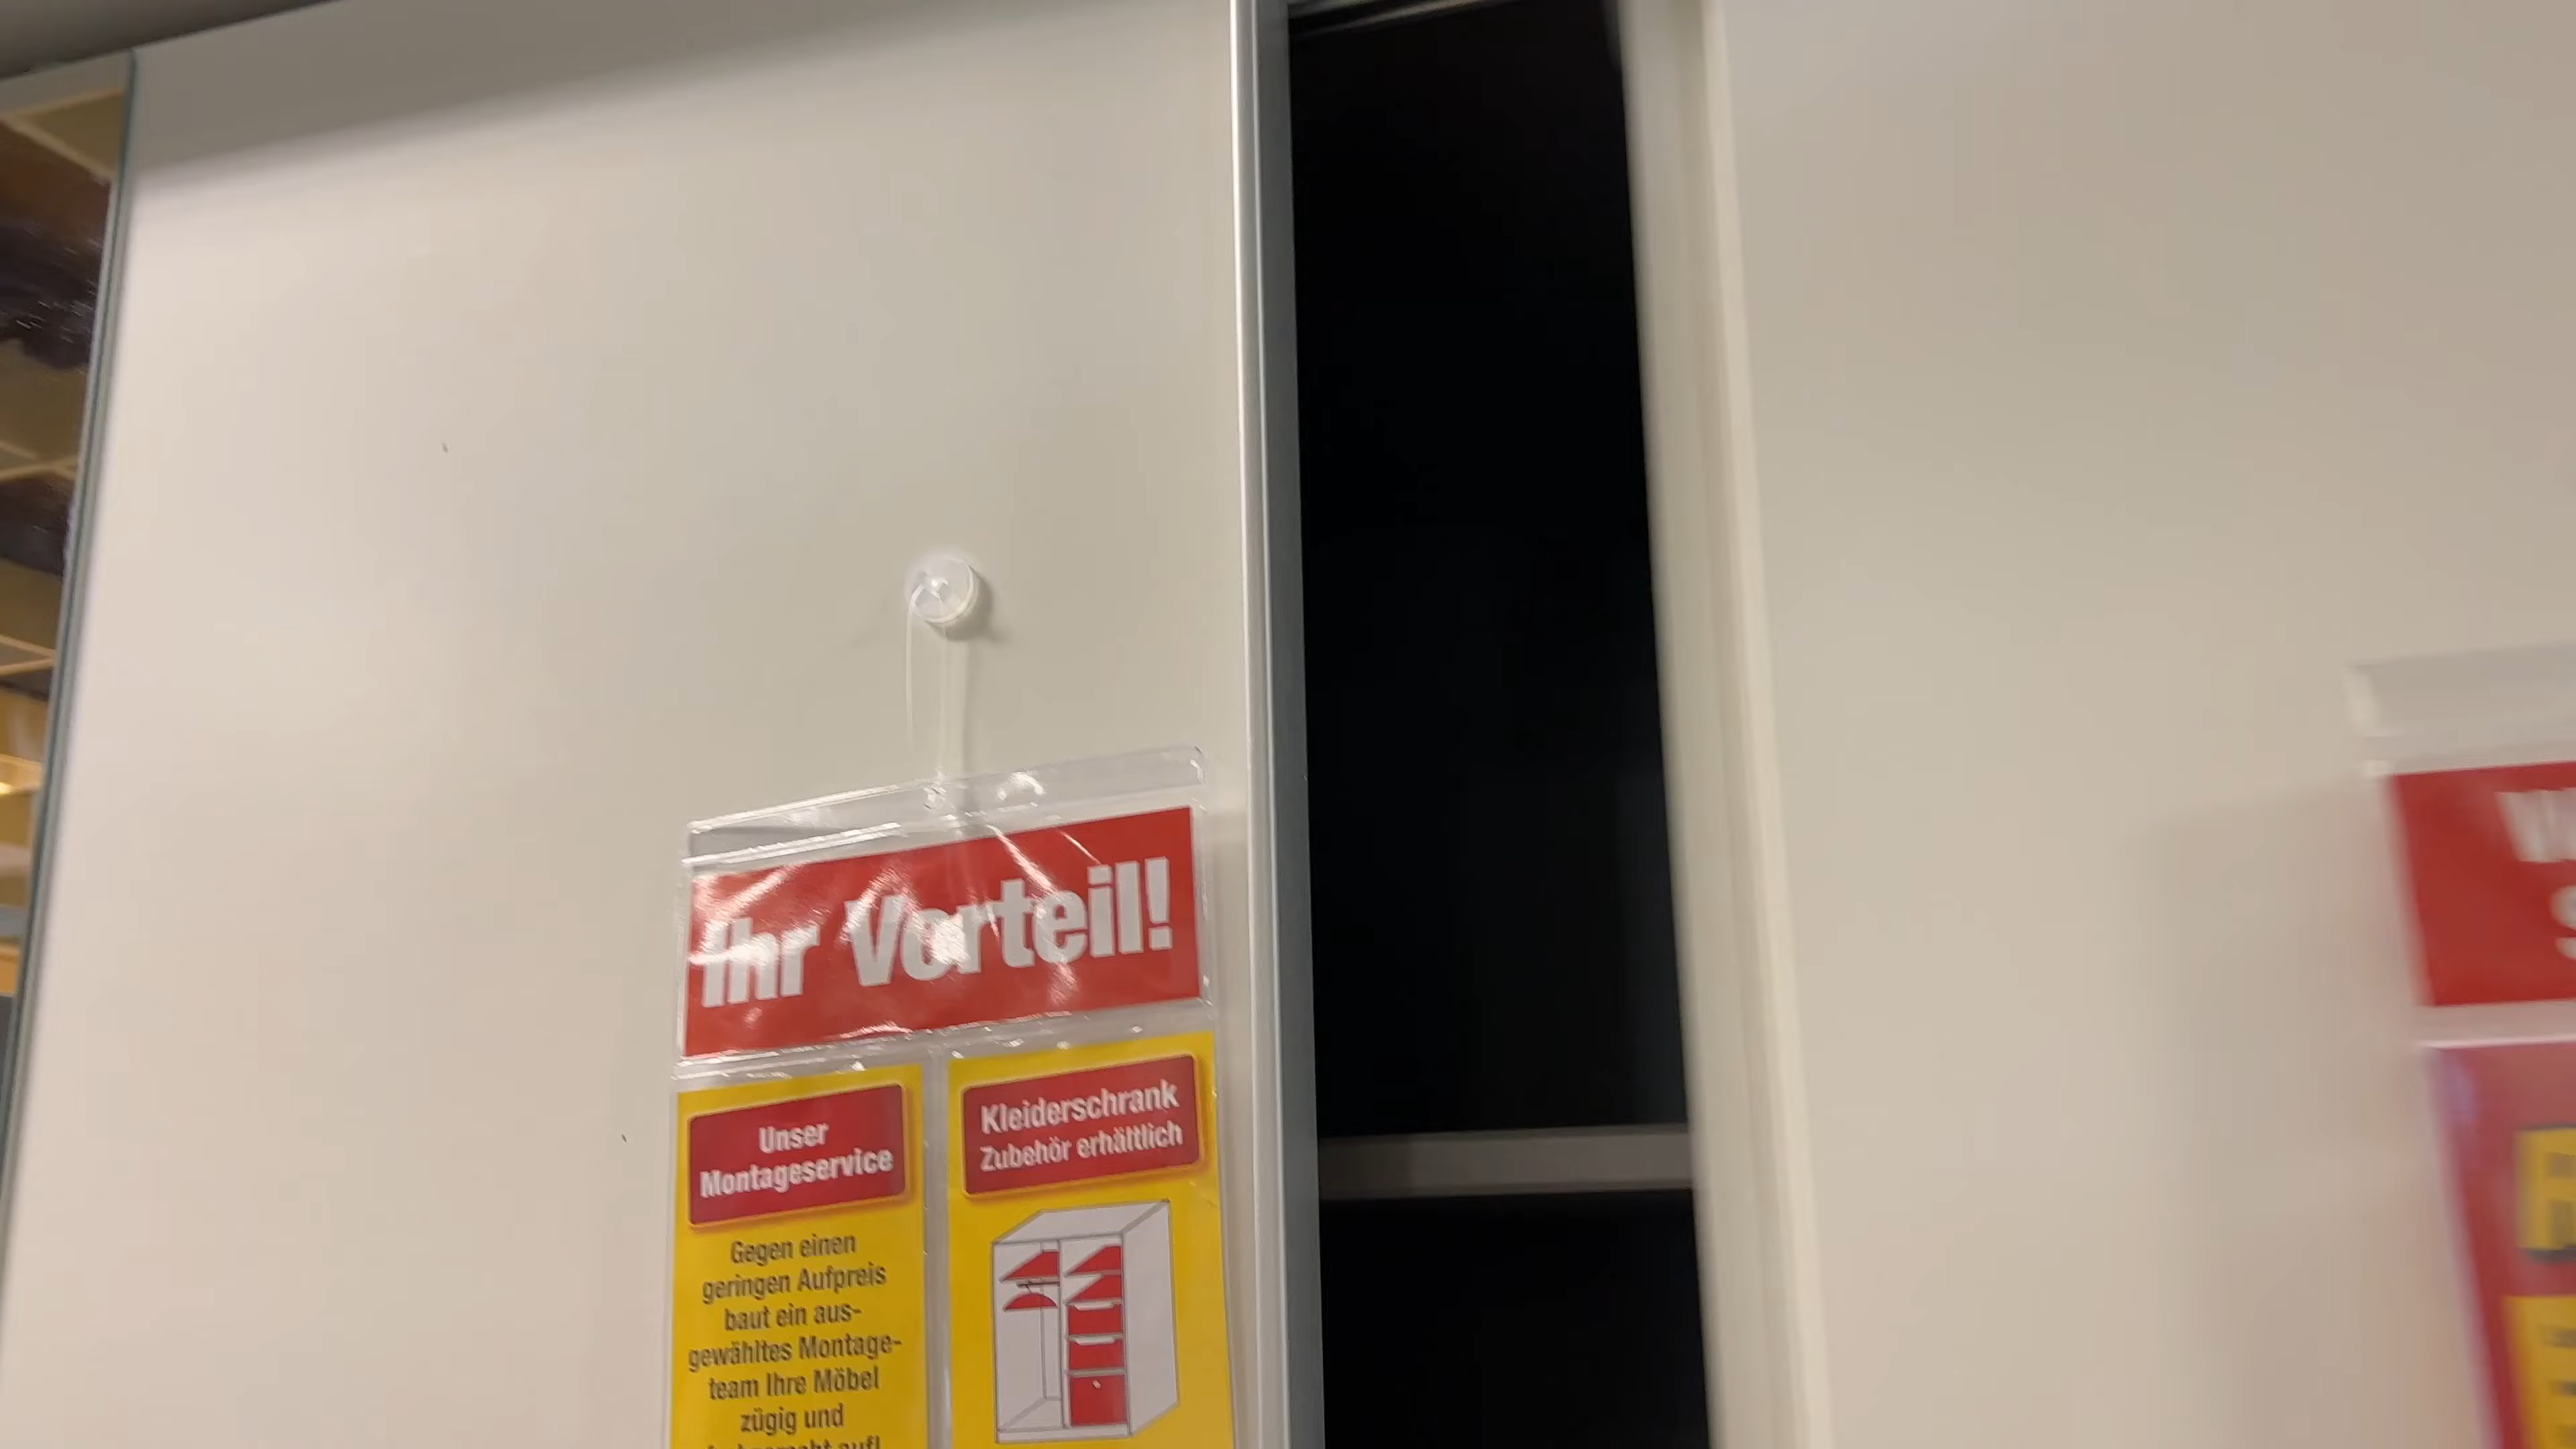 Ihr Vorteil!
Unser
Montageservice
Gegen einen
geringen Aufpreis
baut ein aus-
gewähltes Montage-
team Ihre Möbel
zügig und
Kleiderschrank
Zubehör erhältlich